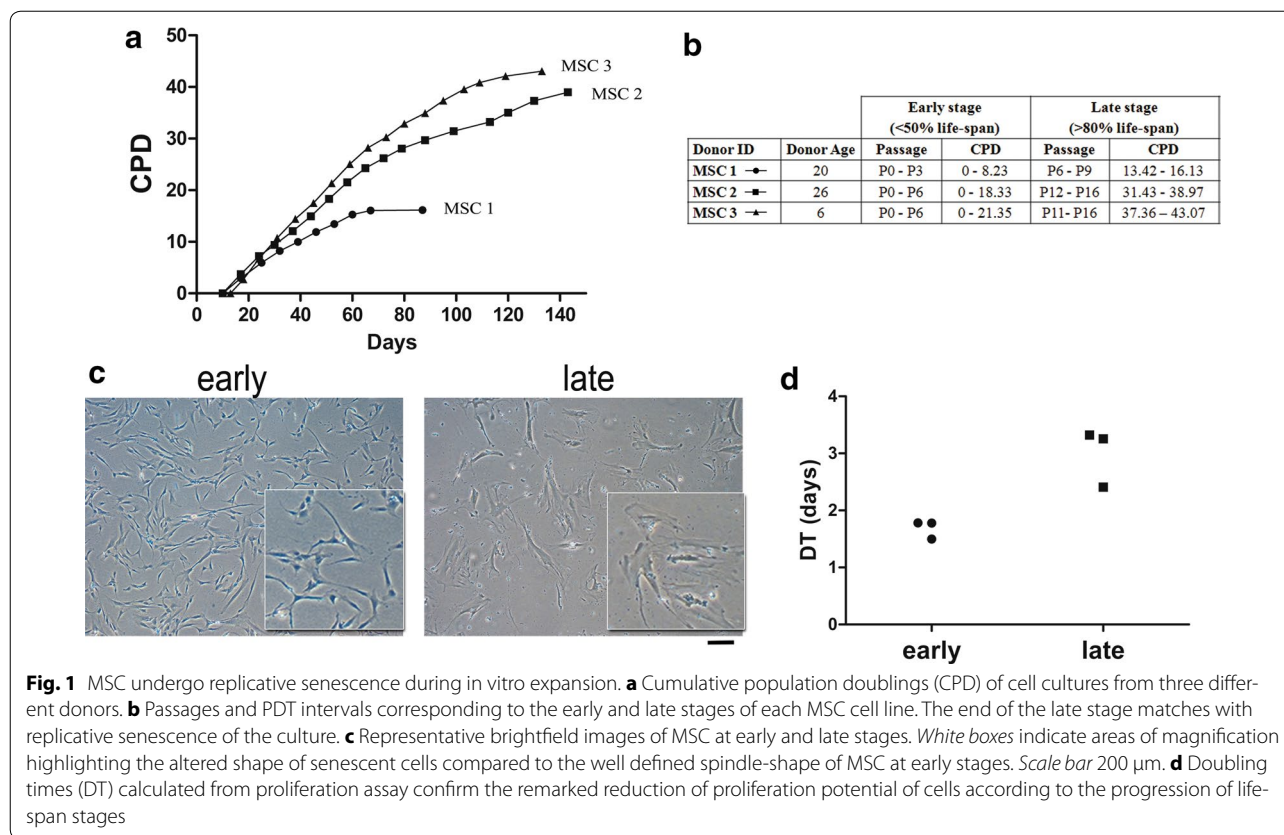 a
50
40
30
20
10
0
CPD
0 20 40 60 80 100 120 140
Days
MSC 3
MSC 2
MSC 1
b
Early stage Late stage
(<50% life-span) (>80% life-span)
Donor ID Donor Age Passage CPD Passage CPD
MSC 1 20 P0 - P3 0 - 8.23 P6 - P9 13.42 - 16.13
MSC 2 26 P0 - P6 0 - 18.33 P12 - P16 31.43 - 38.97
MSC 3 6 P0 - P6 0 - 21.35 P11- P16 37.36 – 43.07
c
early late
d
4
3
2
1
0
DT (days)
early late
Fig. 1 MSC undergo replicative senescence during in vitro expansion. a Cumulative population doublings (CPD) of cell cultures from three differ-
ent donors. b Passages and PDT intervals corresponding to the early and late stages of each MSC cell line. The end of the late stage matches with
replicative senescence of the culture. c Representative brightfield images of MSC at early and late stages. White boxes indicate areas of magnification
highlighting the altered shape of senescent cells compared to the well defined spindle-shape of MSC at early stages. Scale bar 200 μm. d Doubling
times (DT) calculated from proliferation assay confirm the remarked reduction of proliferation potential of cells according to the progression of life-
span stages